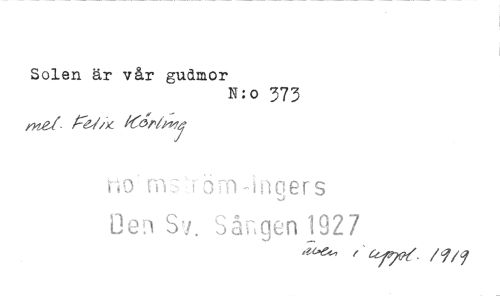 Solen är vår gudmor
N:o 373
mel. Felix Körling
Holmström-Ingers
Den Sv. Sången 1927
även i uppl. 1919